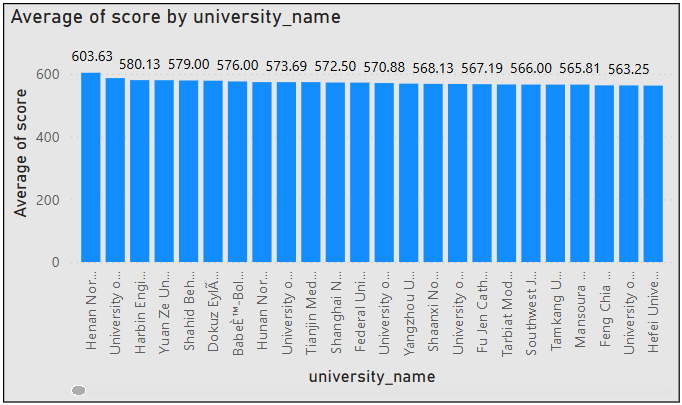 Average of score by university_name
603.63
580.13
579.00
576.00
573.69
572.50
570.88
568.13
567.19
566.00
565.81
563.25
600
400
200
0
Average of score
Henan Nor...
University o...
Harbin Engi...
Yuan Ze Un...
Shahid Beh...
Dokuz EylÃ...
BabeÈ™-Bol...
Hunan Nor...
University o...
Tianjin Med...
Shanghai N...
Federal Uni...
University o...
Yangzhou U...
Shaanxi No...
University o...
Fu Jen Cath...
Tarbiat Mod...
Southwest J...
Tamkang U...
Mansoura ...
Feng Chia ...
University o...
Hefei Unive...
university_name